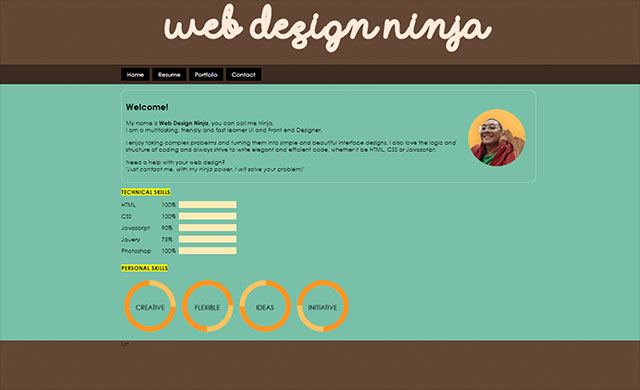 web design ninja
Home Resume Portfolio Contact
Welcome!
My name is Web Design Ninja, you can call me Ninja.
I am a multitasking, friendly and fast learner UI and Front end Designer.
I enjoy taking complex probelms and turning them into simple and beautiful interface designs. I also love the logic and
structure of coding and always strive to write elegant and efficient code, whether it be HTML, CSS or Javascript.
Need a help with your web design?
"Just contact me, with my ninja power, I will solve your problem!"
TECHNICAL SKILLS
HTML 100%
CSS 100%
Javascript 90%
Jquery 75%
Photoshop 100%
PERSONAL SKILLS
CREATIVE FLEXIBLE IDEAS INITIATIVE